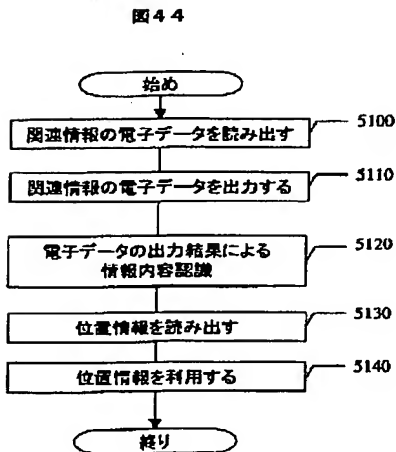 図44
始め
関連情報の電子データを読み出す
5100
関連情報の電子データを出力する
5110
電子データの出力結果による
情報内容認識
5120
位置情報を読み出す
5130
位置情報を利用する
5140
終り